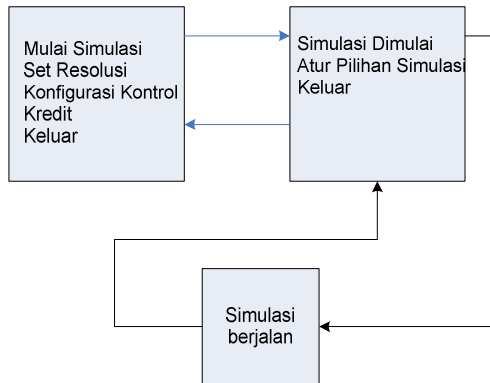 Mulai Simulasi
Set Resolusi
Konfigurasi Kontrol
Kredit
Keluar
Simulasi Dimulai
Atur Pilihan Simulasi
Keluar
Simulasi
berjalan